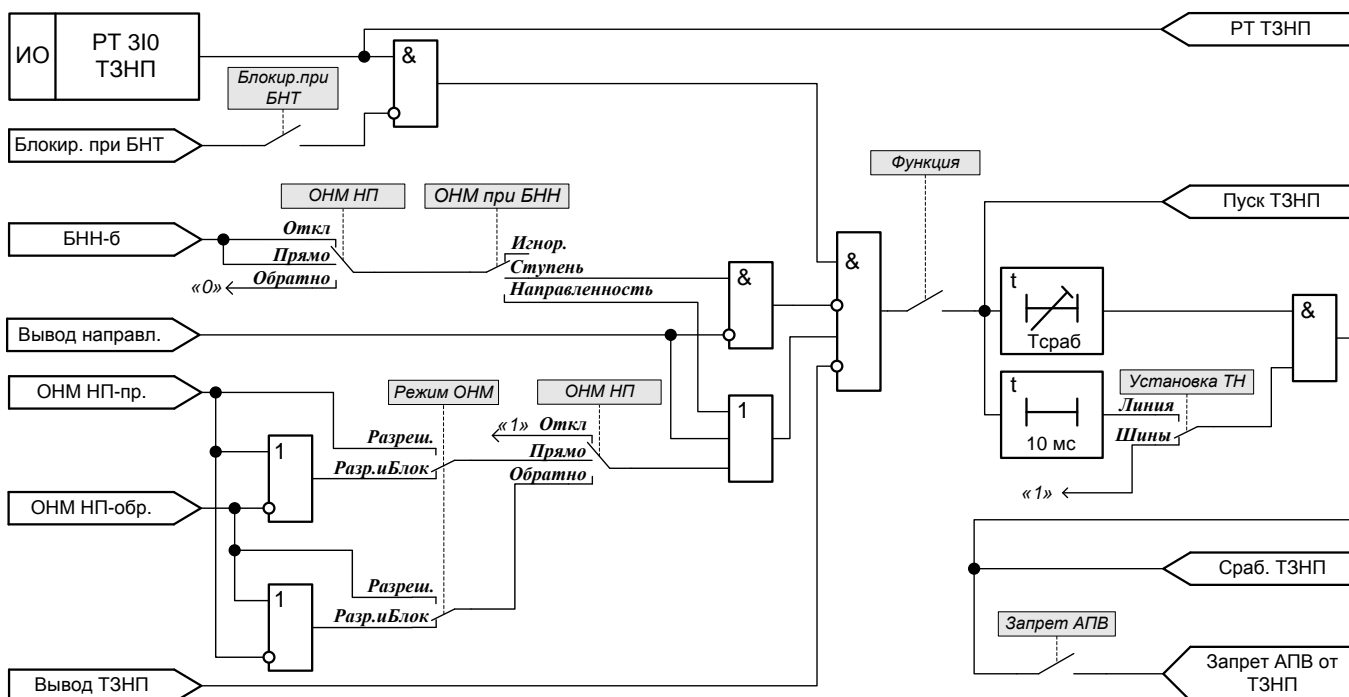 ИО
РТ 3I0
ТЗНП
&
РТ ТЗНП
Блокир.при
БНТ
Блокир. при БНТ
Функция
ОНМ НП
ОНМ при БНН
Пуск ТЗНП
БНН-б
Откл
Прямо
Обратно
«0»
Игнор.
Ступень
Направленность
&
&
t
Тсраб
&
Вывод направл.
ОНМ НП-пр.
Режим ОНМ
ОНМ НП
t
10 мс
Установка ТН
Линия
Шины
«1»
1
Разреш.
Разр.иБлок
«1»
Откл
Прямо
Обратно
1
ОНМ НП-обр.
1
Разреш.
Разр.иБлок
Сраб. ТЗНП
Запрет АПВ
Запрет АПВ от
ТЗНП
Вывод ТЗНП